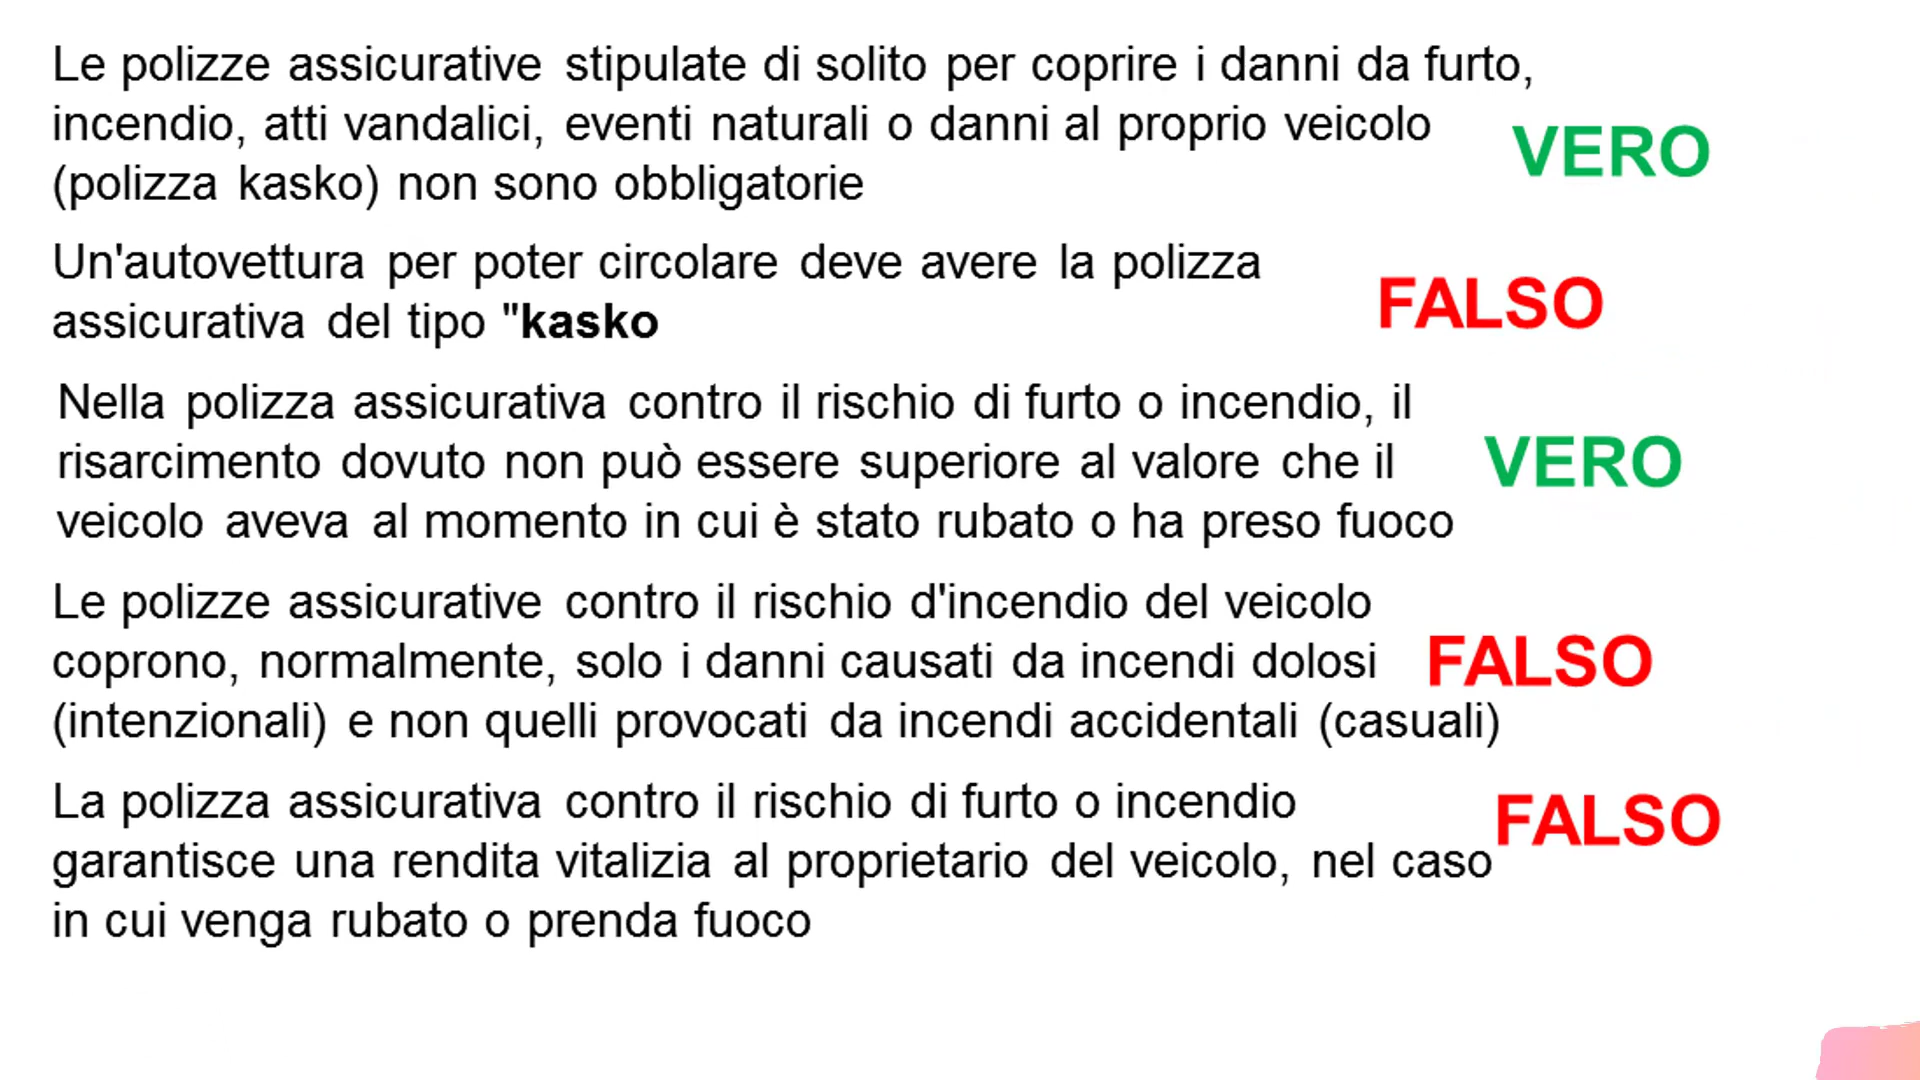 Le polizze assicurative stipulate di solito per coprire i danni da furto,
incendio, atti vandalici, eventi naturali o danni al proprio veicolo
(polizza kasko) non sono obbligatorie
VERO
Un'autovettura per poter circolare deve avere la polizza
assicurativa del tipo "kasko
FALSO
Nella polizza assicurativa contro il rischio di furto o incendio, il
risarcimento dovuto non può essere superiore al valore che il
veicolo aveva al momento in cui è stato rubato o ha preso fuoco
VERO
Le polizze assicurative contro il rischio d'incendio del veicolo
coprono, normalmente, solo i danni causati da incendi dolosi
(intenzionali) e non quelli provocati da incendi accidentali (casuali)
FALSO
La polizza assicurativa contro il rischio di furto o incendio
garantisce una rendita vitalizia al proprietario del veicolo, nel caso
in cui venga rubato o prenda fuoco
FALSO